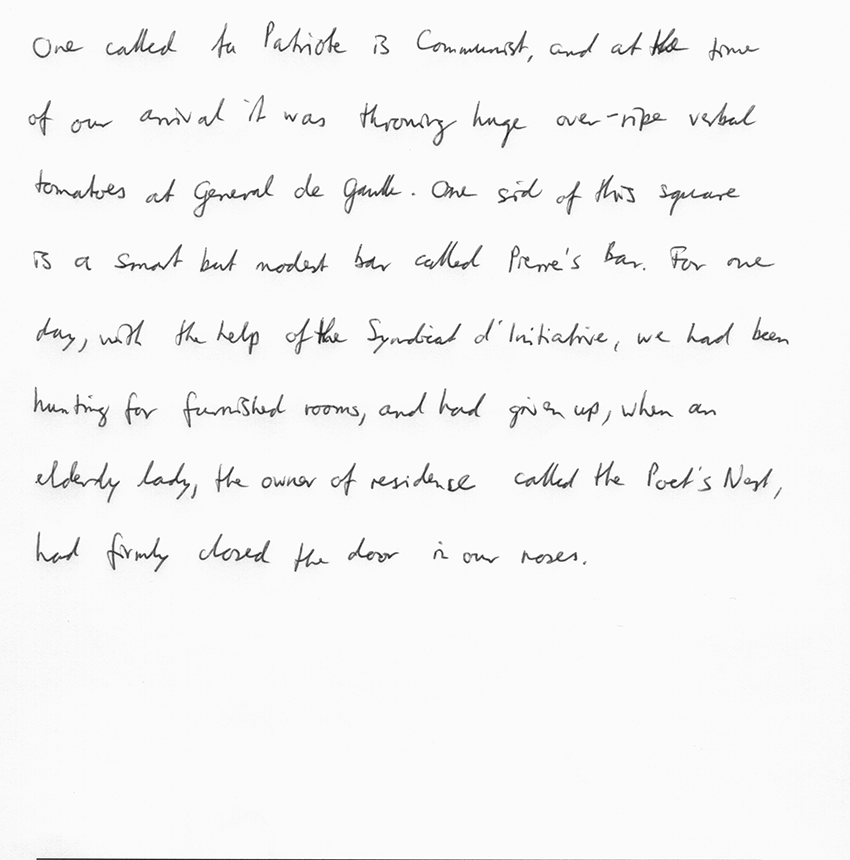 One called la Patriote is Communist, and at the time
of our arrival it was throwing huge over-ripe verbal
tomatoes at General de Gaulle. One sid of this square
is a smart but modest bar called Pierre's Bar. For one
day, with the help of the Syndicat d'Initiative, we had been
hunting for furnished rooms, and had given up, when an
elderly lady, the owner of residence called the Poet's Nest,
had firmly closed the door in our noses.